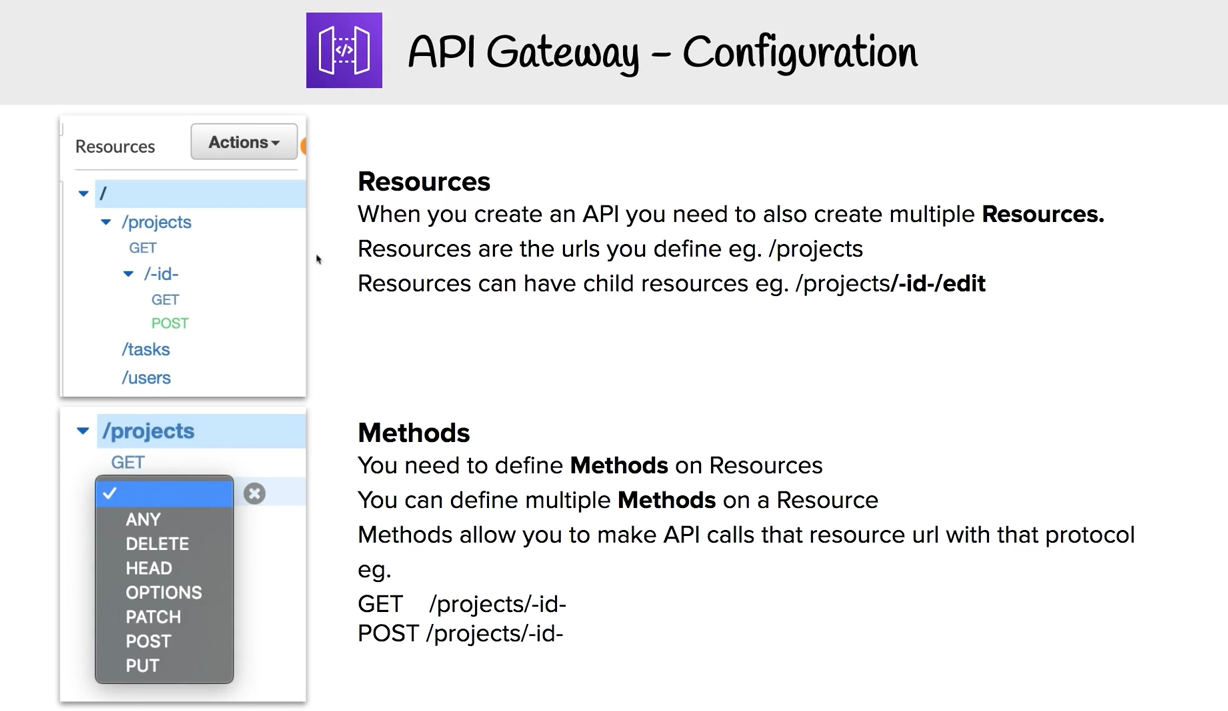 API Gateway – Configuration
Resources
Actions
/
/projects
GET
/-id-
GET
POST
/tasks
/users
Resources
When you create an API you need to also create multiple Resources.
Resources are the urls you define eg. /projects
Resources can have child resources eg. /projects/-id-/edit
/projects
GET
ANY
DELETE
HEAD
OPTIONS
PATCH
POST
PUT
Methods
You need to define Methods on Resources
You can define multiple Methods on a Resource
Methods allow you to make API calls that resource url with that protocol
eg.
GET /projects/-id-
POST /projects/-id-